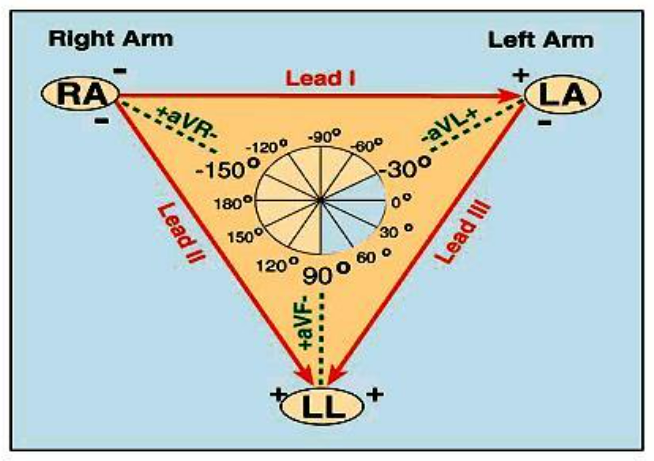 Right Arm
Left Arm
RA
-
-
Lead I
+
LA
-
+aVR-
-aVL+
-120°
-90°
-60°
-150°
-30°
180°
0°
150°
30°
120°
90°
60°
Lead II
Lead III
+aVF-
+
LL
+